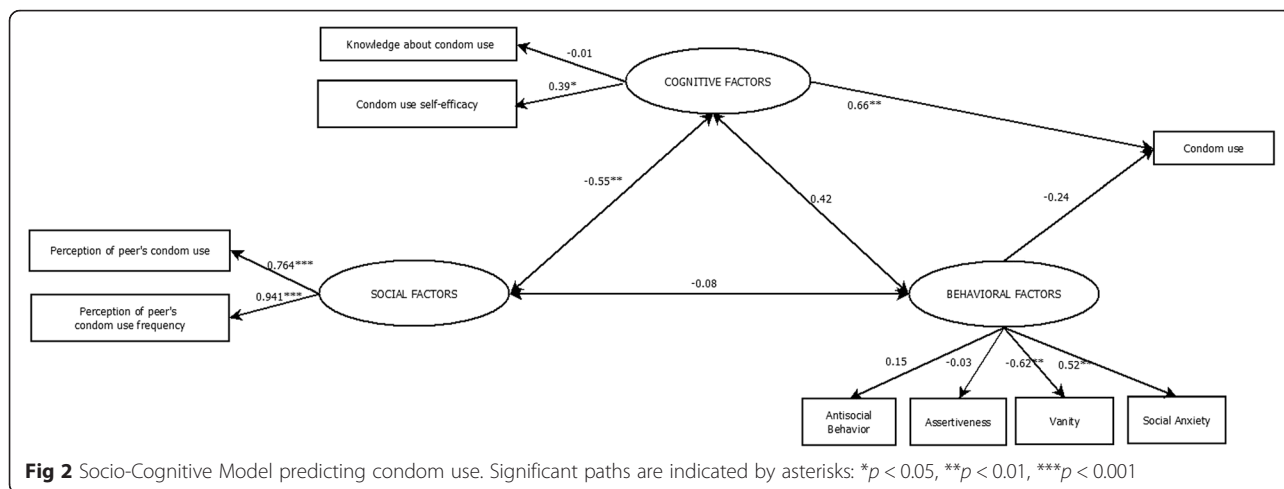 Knowledge about condom use
-0.01
COGNITIVE FACTORS
Condom use self-efficacy
0.39*
0.66**
Condom use
-0.55**
0.42
-0.24
Perception of peer's condom use
0.764***
SOCIAL FACTORS
-0.08
BEHAVIORAL FACTORS
Perception of peer's
condom use frequency
0.941***
0.15
-0.03
-0.62**
0.52**
Antisocial
Behavior
Assertiveness
Vanity
Social Anxiety
Fig 2 Socio-Cognitive Model predicting condom use. Significant paths are indicated by asterisks: *p < 0.05, **p < 0.01, ***p < 0.001